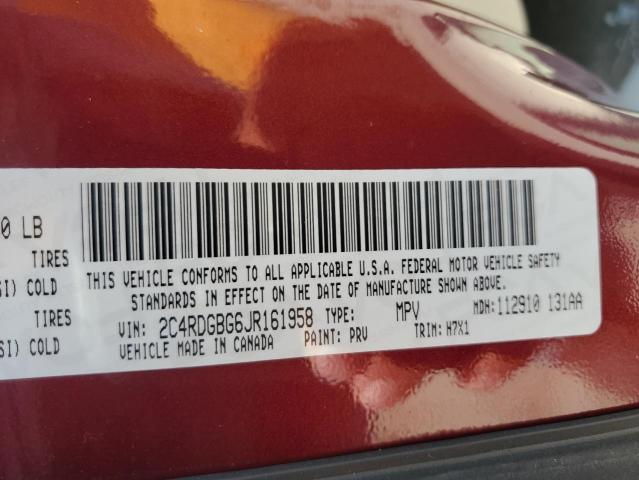 0 LB
TIRES
SI) COLD
TIRES
SI) COLD
THIS VEHICLE CONFORMS TO ALL APPLICABLE U.S.A. FEDERAL MOTOR VEHICLE SAFETY
STANDARDS IN EFFECT ON THE DATE OF MANUFACTURE SHOWN ABOVE.
VIN: 2C4RDGBG6JR161958 MPV MDH:112910 131AA
VEHICLE MADE IN CANADA PAINT: PRV TRIM: H7X1